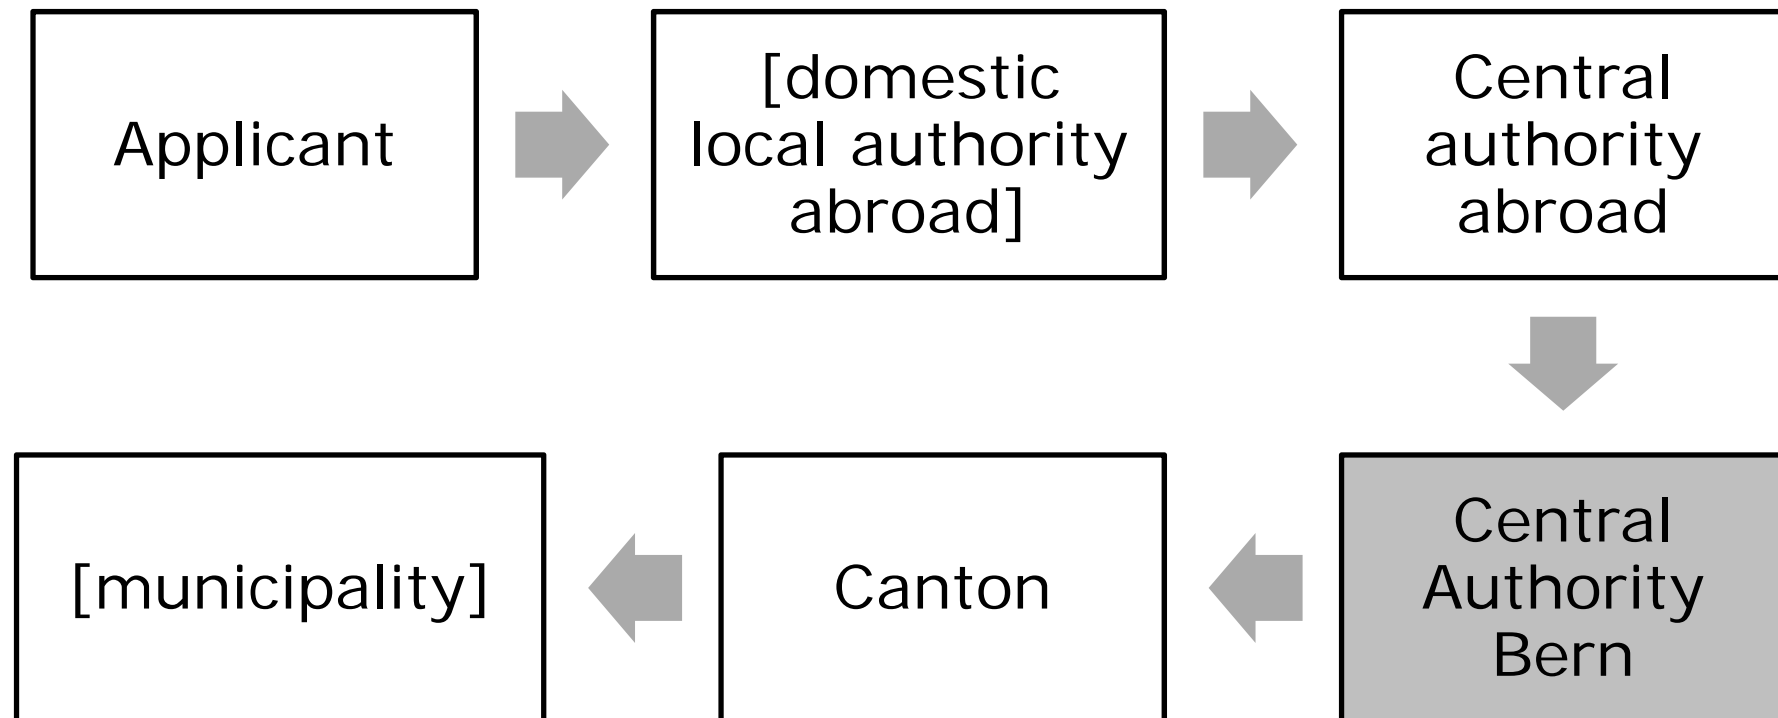 Applicant
[domestic
local authority
abroad]
Central
authority
abroad
Central
Authority
Bern
Canton
[municipality]